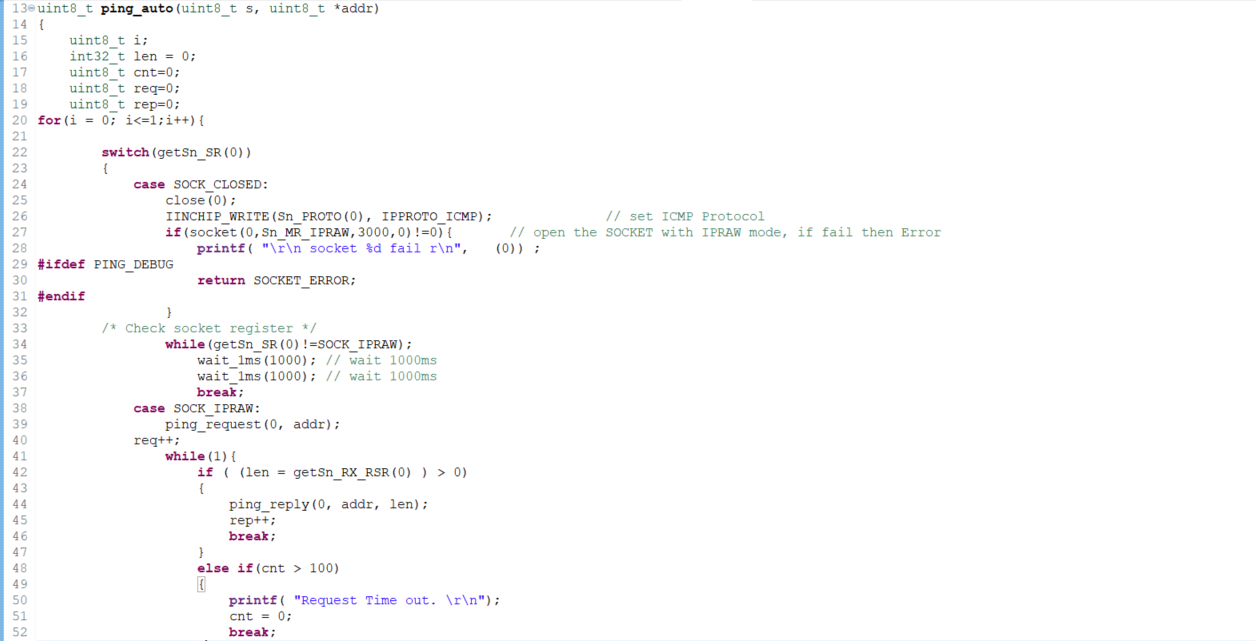 13 uint8_t ping_auto(uint8_t s, uint8_t *addr)
14 {
15     uint8_t i;
16     int32_t len = 0;
17     uint8_t cnt=0;
18     uint8_t req=0;
19     uint8_t rep=0;
20 for(i = 0; i<=1;i++){
21
22         switch(getSn_SR(0))
23         {
24             case SOCK_CLOSED:
25                 close(0);
26                 IINCHIP_WRITE(Sn_PROTO(0), IPPROTO_ICMP);              // set ICMP Protocol
27                 if(socket(0,Sn_MR_IPRAW,3000,0)!=0){       // open the SOCKET with IPRAW mode, if fail then Error
28                     printf( "\r\n socket %d fail r\n",   (0)) ;
29 #ifdef PING_DEBUG
30                     return SOCKET_ERROR;
31 #endif
32                 }
33         /* Check socket register */
34                 while(getSn_SR(0)!=SOCK_IPRAW);
35                     wait_1ms(1000); // wait 1000ms
36                     wait_1ms(1000); // wait 1000ms
37                     break;
38             case SOCK_IPRAW:
39                 ping_request(0, addr);
40             req++;
41                 while(1){
42                     if ( (len = getSn_RX_RSR(0) ) > 0)
43                     {
44                         ping_reply(0, addr, len);
45                         rep++;
46                         break;
47                     }
48                     else if(cnt > 100)
49                     {
50                         printf( "Request Time out. \r\n");
51                         cnt = 0;
52                         break;